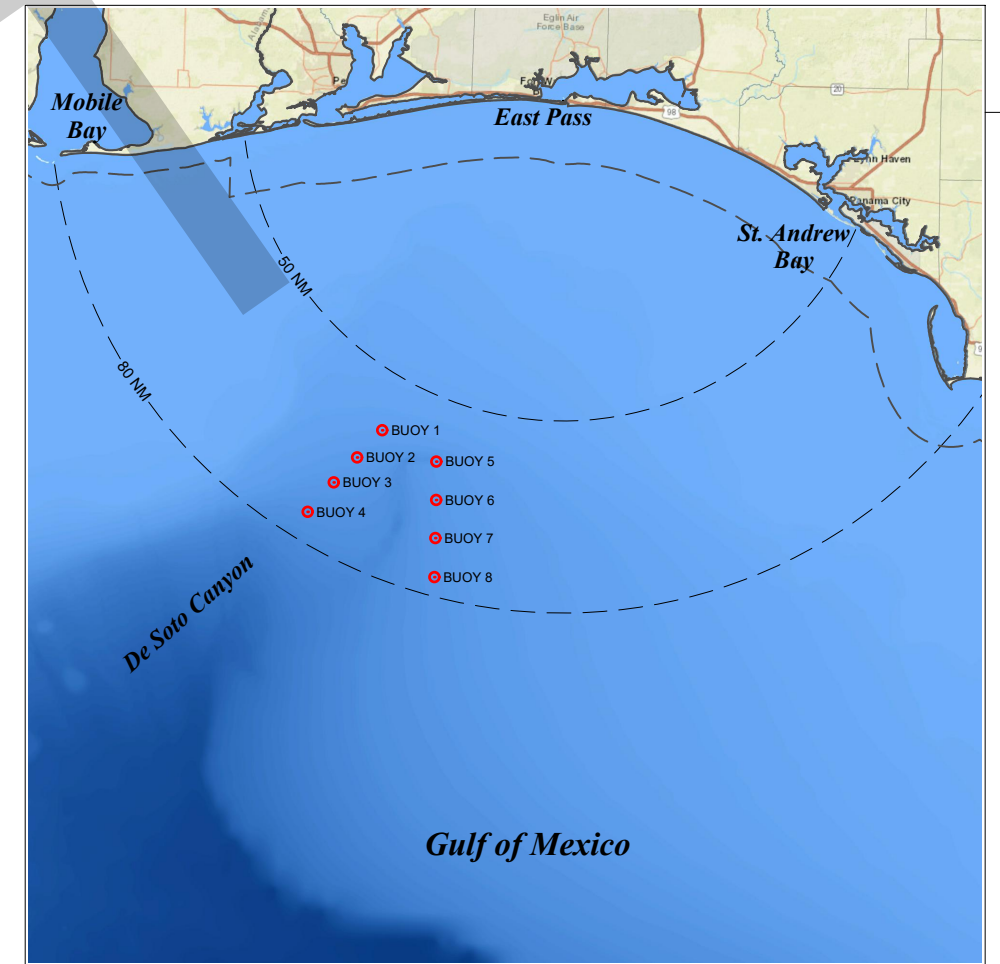 Eglin Air
Force Base
Mobile
Bay
East Pass
20
98
Lynn Haven
Panama City
St. Andrew
Bay
50 NM
80 NM
BUOY 1
BUOY 2
BUOY 5
BUOY 3
BUOY 6
BUOY 4
BUOY 7
BUOY 8
De Soto Canyon
Gulf of Mexico